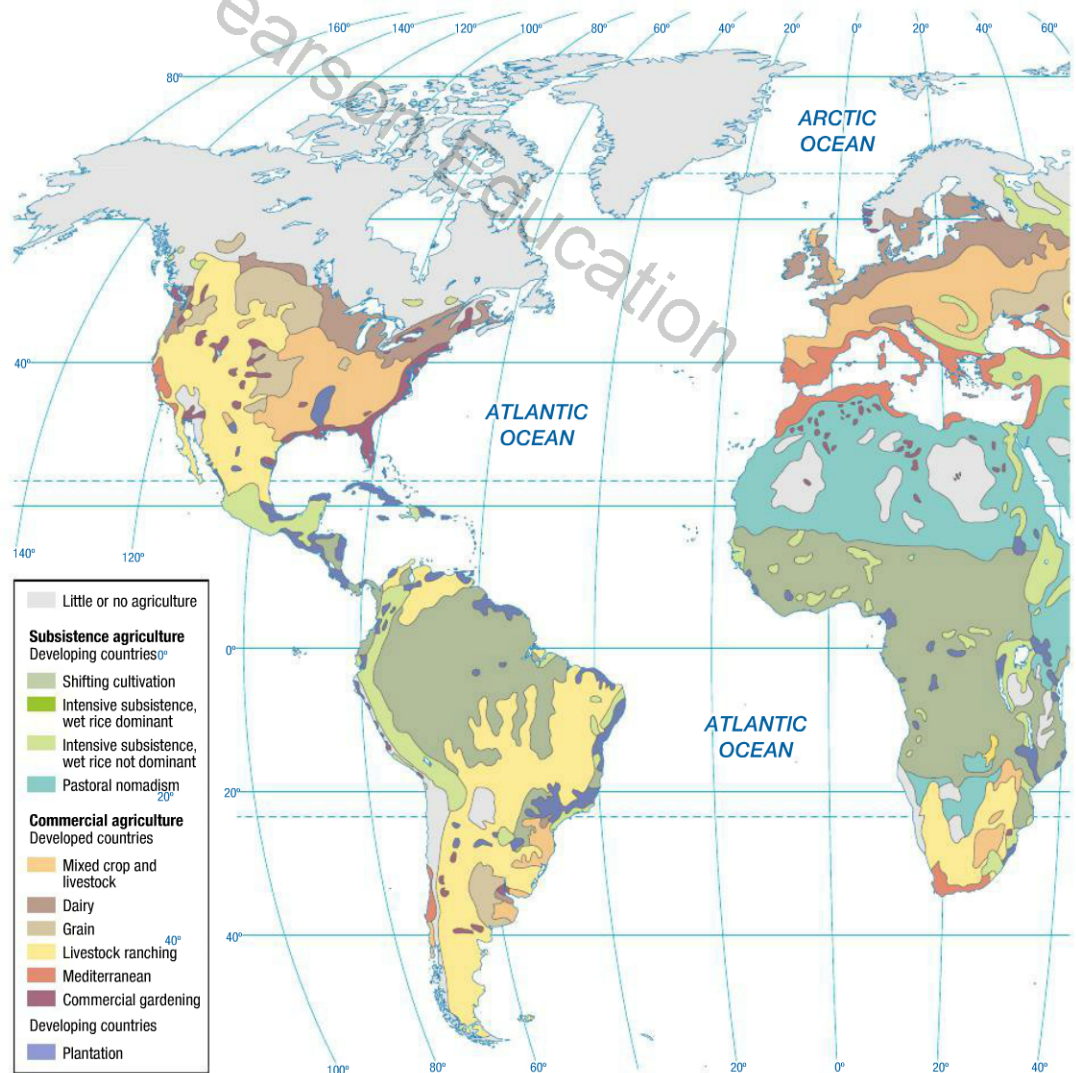 160° 140° 120° 100° 80° 60° 40° 20° 0° 20° 40° 60°
80°
earson Education
ARCTIC
OCEAN
40°
ATLANTIC
OCEAN
140° 120°
0°
ATLANTIC
OCEAN
20°
40°
Little or no agriculture
Subsistence agriculture
Developing countries 0°
Shifting cultivation
Intensive subsistence,
wet rice dominant
Intensive subsistence,
wet rice not dominant
Pastoral nomadism
20°
Commercial agriculture
Developed countries
Mixed crop and
livestock
Dairy
Grain
40°
Livestock ranching
Mediterranean
Commercial gardening
Developing countries
Plantation
100° 80° 60° 20° 0° 20° 40°